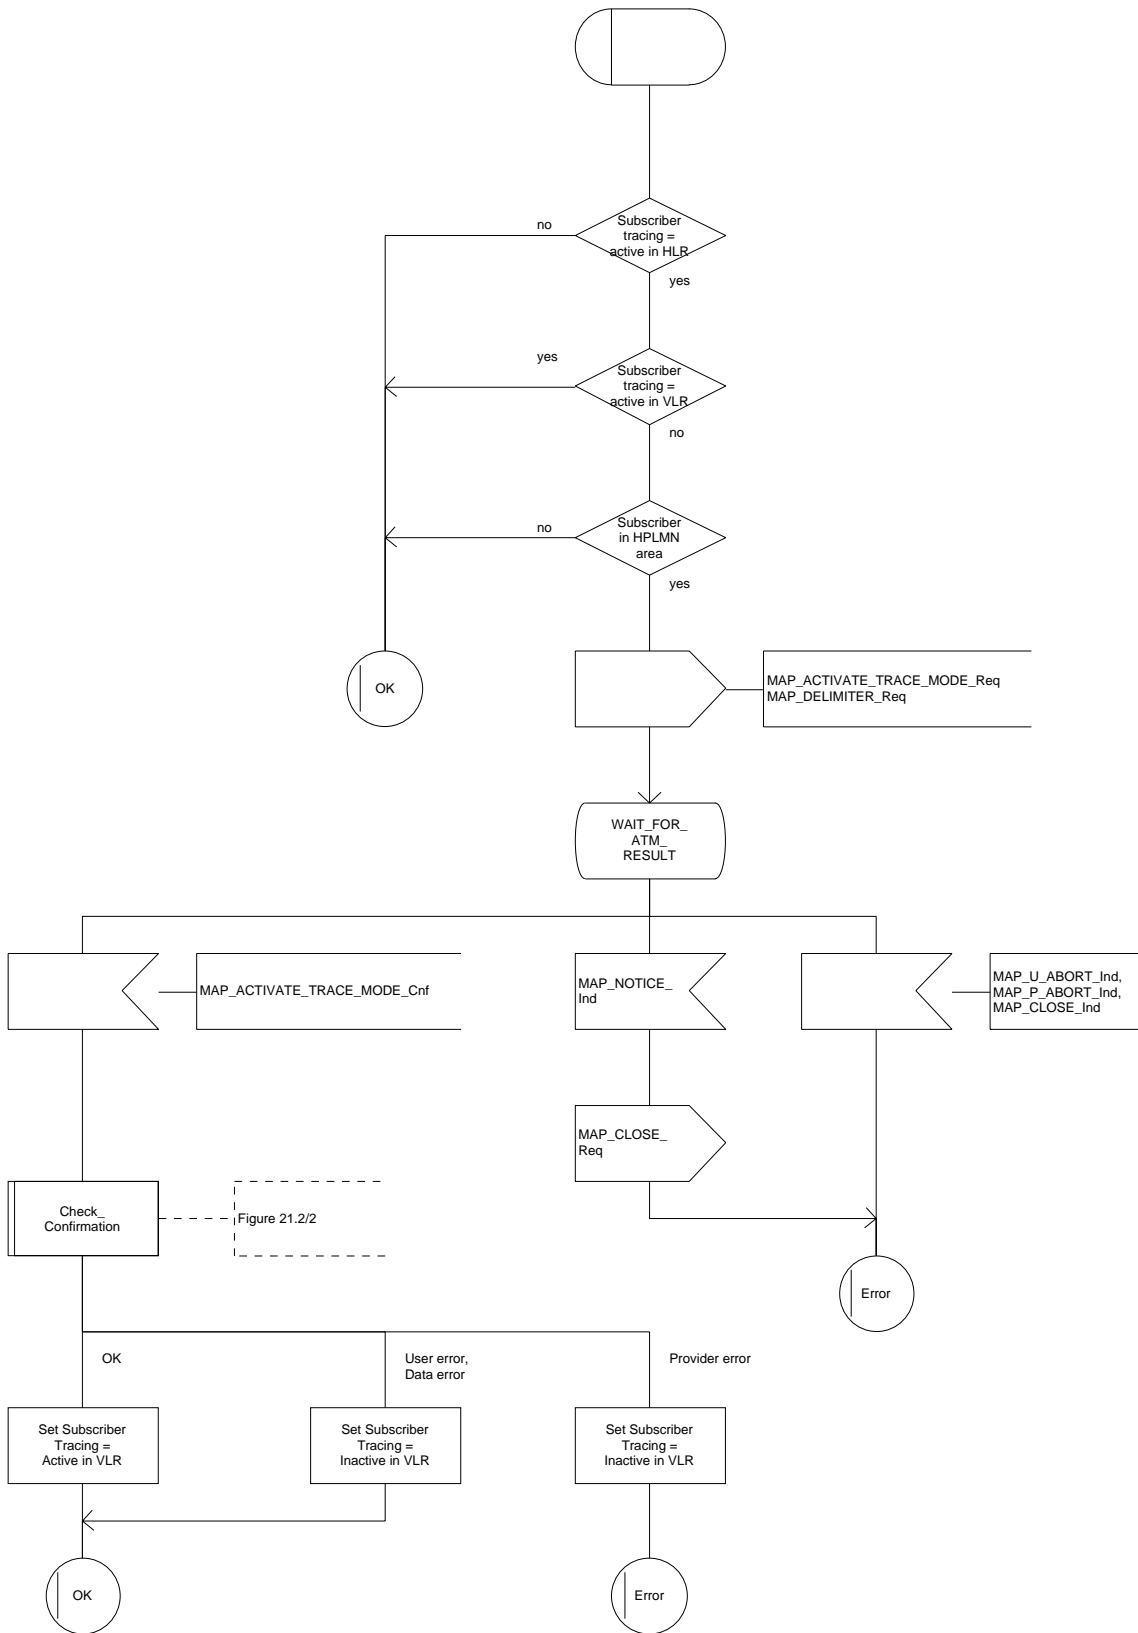 Subscriber
tracing =
active in HLR
no
yes
Subscriber
tracing =
active in VLR
yes
no
Subscriber
in HPLMN
area
no
yes
OK
MAP_ACTIVATE_TRACE_MODE_Req
MAP_DELIMITER_Req
WAIT_FOR_
ATM_
RESULT
MAP_ACTIVATE_TRACE_MODE_Cnf
MAP_NOTICE_
Ind
MAP_U_ABORT_Ind,
MAP_P_ABORT_Ind,
MAP_CLOSE_Ind
MAP_CLOSE_
Req
Check_
Confirmation
Figure 21.2/2
Error
OK
User error,
Data error
Provider error
Set Subscriber
Tracing =
Active in VLR
Set Subscriber
Tracing =
Inactive in VLR
Set Subscriber
Tracing =
Inactive in VLR
OK
Error